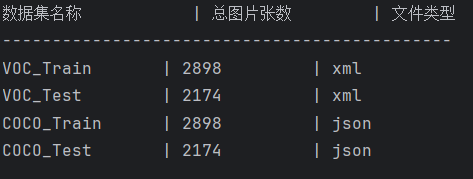 数据集名称 | 总图片张数 | 文件类型
---------------------------------------------
VOC_Train | 2898 | xml
VOC_Test | 2174 | xml
COCO_Train | 2898 | json
COCO_Test | 2174 | json